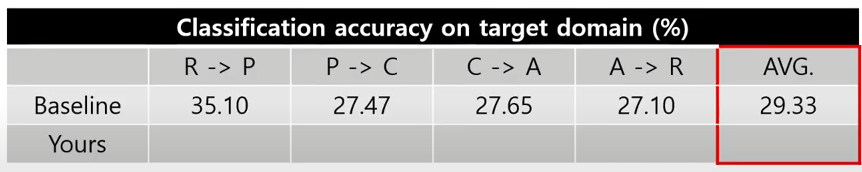 Classification accuracy on target domain (%)
R -> P P -> C C -> A A -> R AVG.
Baseline 35.10 27.47 27.65 27.10 29.33
Yours